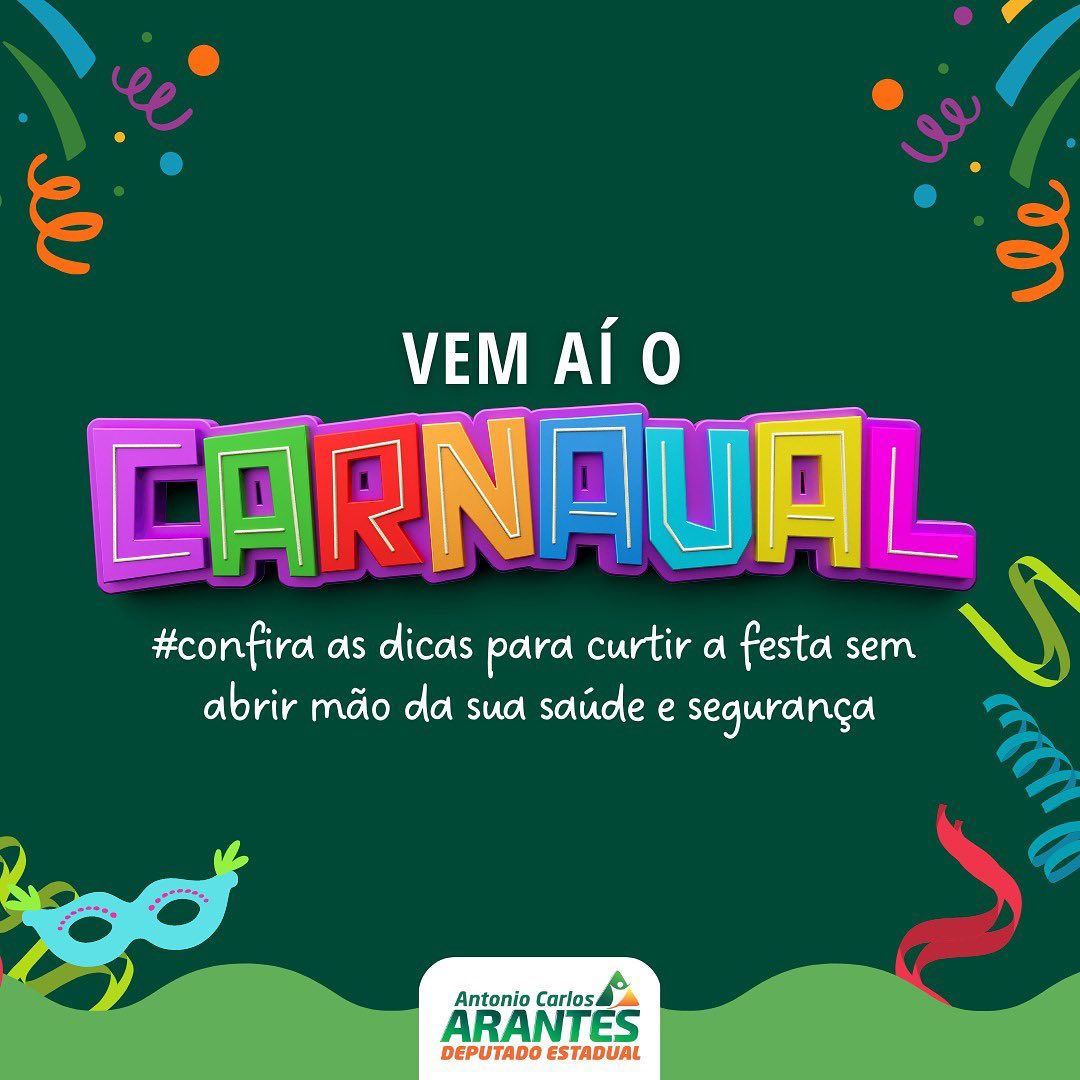 VEM AÍ O
CARNAVAL
#confira as dicas para curtir a festa sem
abrir mão da sua saúde e segurança
Antonio Carlos
ARANTES
DEPUTADO ESTADUAL